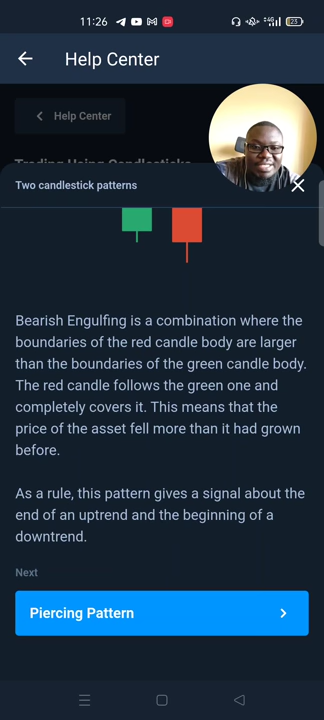 11:26
Help Center
Help Center
Trading Using Candlesticks
Two candlestick patterns
Bearish Engulfing is a combination where the
boundaries of the red candle body are larger
than the boundaries of the green candle body.
The red candle follows the green one and
completely covers it. This means that the
price of the asset fell more than it had grown
before.
As a rule, this pattern gives a signal about the
end of an uptrend and the beginning of a
downtrend.
Next
Piercing Pattern